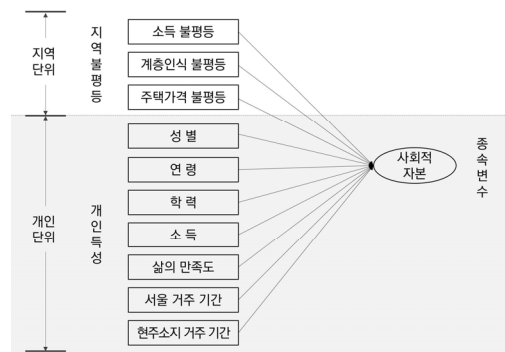 지역
단위
지역불평등
소득 불평등
계층인식 불평등
주택가격 불평등
개인
단위
개인득성
성 별
연 령
학 력
소 득
삶의 만족도
서울 거주 기간
현주소지 거주 기간
사회적
자본
종속변수